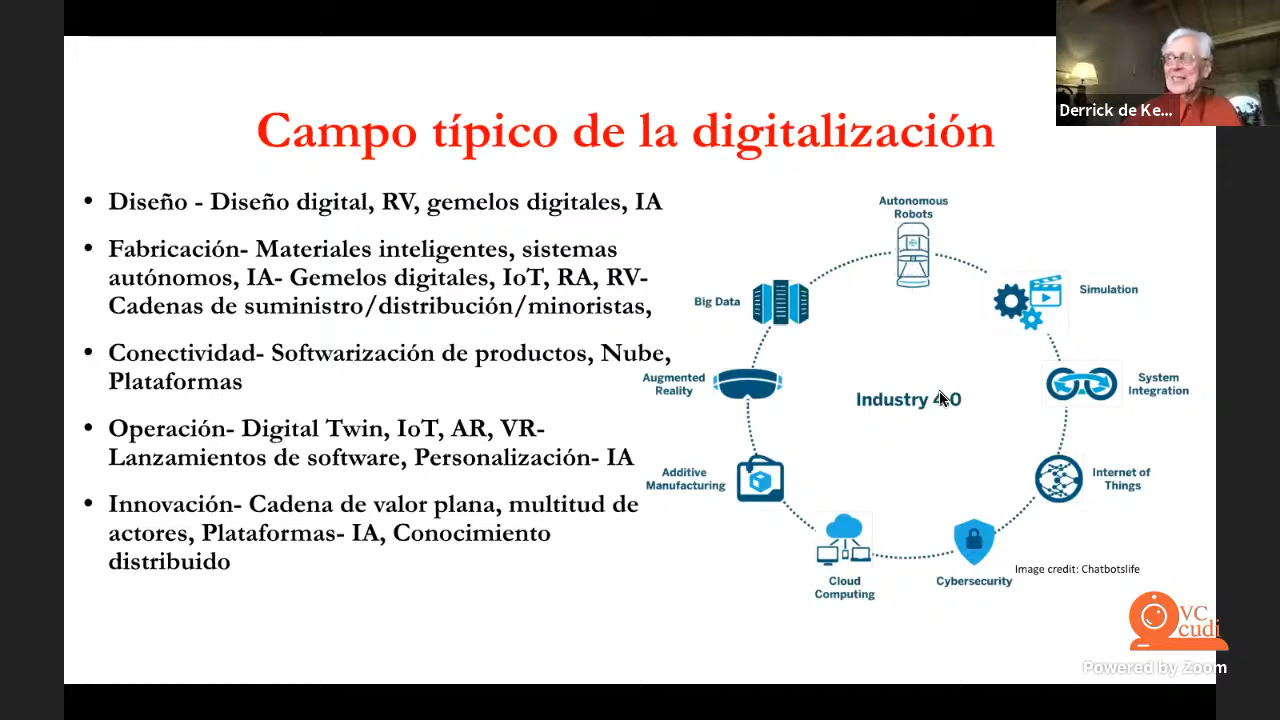 Derrick de Ke...
Campo típico de la digitalización
• Diseño - Diseño digital, RV, gemelos digitales, IA
• Fabricación- Materiales inteligentes, sistemas
autónomos, IA- Gemelos digitales, IoT, RA, RV-
Cadenas de suministro/distribución/minoristas,
• Conectividad- Softwarización de productos, Nube,
Plataformas
• Operación- Digital Twin, IoT, AR, VR-
Lanzamientos de software, Personalización- IA
• Innovación- Cadena de valor plana, multitud de
actores, Plataformas- IA, Conocimiento
distribuido
Autonomous
Robots
Big Data
Simulation
Augmented
Reality
System
Integration
Industry 4.0
Additive
Manufacturing
Internet of
Things
Cloud
Computing
Cybersecurity
Image credit: Chatbotslife
VC
cudi
Powered by Zoom